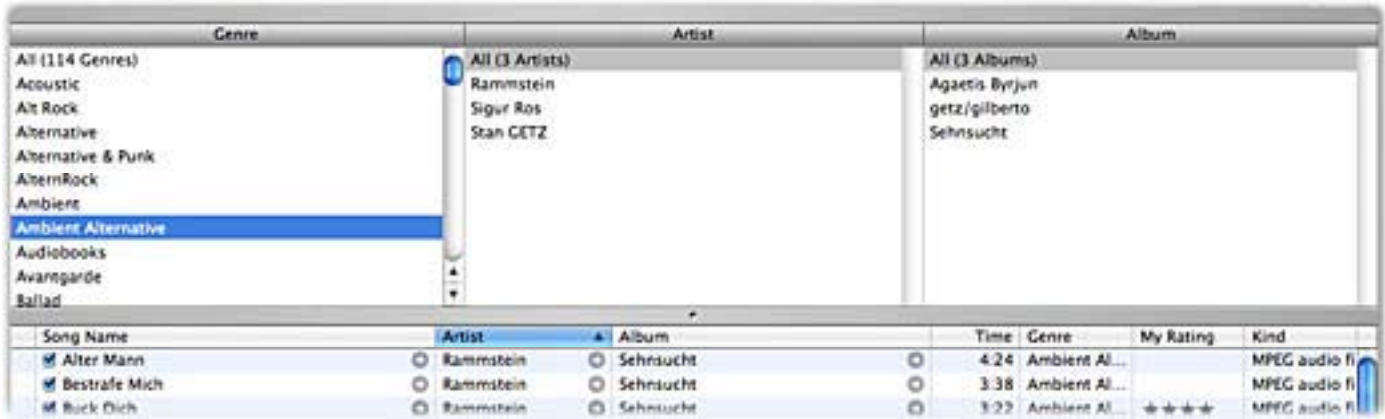 Genre Artist Album
All (114 Genres) All (3 Artists) All (3 Albums)
Acoustic Rammstein Agaetis Byrjun
Alt Rock Sigur Ros getz/gilberto
Alternative Stan GETZ Sehnsucht
Alternative & Punk
AlternRock
Ambient
Ambient Alternative
Audiobooks
Avantgarde
Ballad
Song Name Artist Album Time Genre My Rating Kind
Alter Mann Rammstein Sehnsucht 4:24 Ambient Al... MPEG audio fi
Bestrafe Mich Rammstein Sehnsucht 3:38 Ambient Al... MPEG audio fi
Buck Dich Rammstein Sehnsucht 3:22 Ambient Al... ★★★★ MPEG audio fi